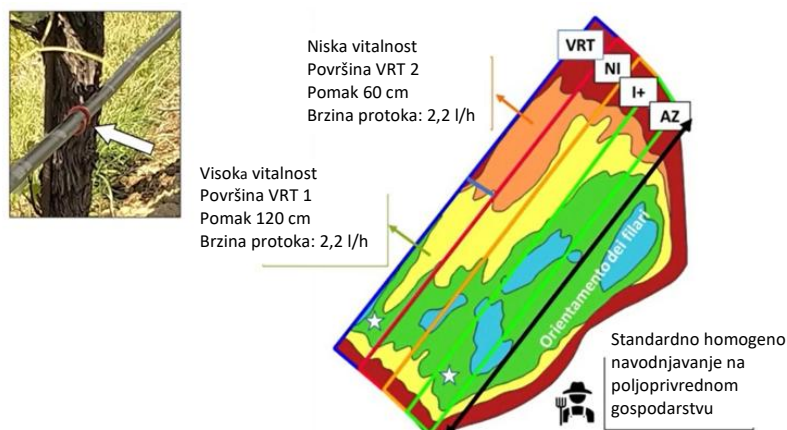 Niska vitalnost
Površina VRT 2
Pomak 60 cm
Brzina protoka: 2,2 l/h
Visoka vitalnost
Površina VRT 1
Pomak 120 cm
Brzina protoka: 2,2 l/h
VRT
NI
I+
AZ
Orientamento dei filari
Standardno homogeno
navodnjavanje na
poljoprivrednom
gospodarstvu